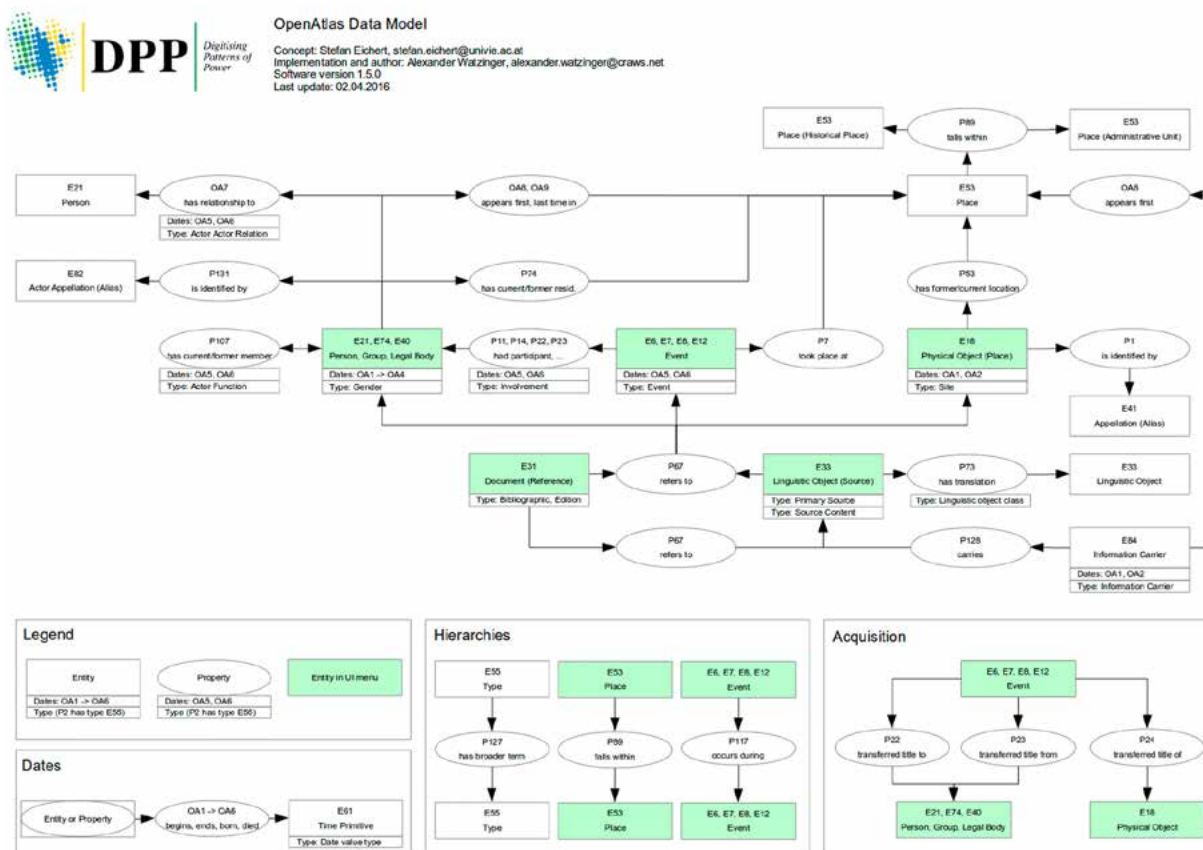 DPP
Digitising
Patterns of
Power
OpenAtlas Data Model
Concept: Stefan Eichert, stefan.eichert@univie.ac.at
Implementation and author: Alexander Watzinger, alexander.watzinger@craws.net
Software version 1.5.0
Last update: 02.04.2016
E53
Place (Historical Place)
P89
falls within
E53
Place (Administrative Unit)
E21
Person
OA7
has relationship to
Dates: OA5, OA6
Type: Actor Actor Relation
OA8, OA9
appears first, last time in
E53
Place
OA8
appears first
E82
Actor Appellation (Alias)
P131
is identified by
P74
has current/former resid.
P53
has former/current location
P107
has current/former member
Dates: OA5, OA6
Type: Actor Function
E21, E74, E40
Person, Group, Legal Body
Dates: OA1 -> OA4
Type: Gender
P11, P14, P22, P23
had participant, ...
Dates: OA5, OA6
Type: Involvement
E6, E7, E8, E12
Event
Dates: OA5, OA6
Type: Event
P7
took place at
E18
Physical Object (Place)
Dates: OA1, OA2
Type: Site
P1
is identified by
E41
Appellation (Alias)
E31
Document (Reference)
Type: Bibliographic, Edition
P67
refers to
E33
Linguistic Object (Source)
Type: Primary Source
Type: Source Content
P73
has translation
Type: Linguistic object class
E33
Linguistic Object
P67
refers to
P128
carries
E84
Information Carrier
Dates: OA1, OA2
Type: Information Carrier
Legend
Entity
Dates: OA1 -> OA6
Type (P2 has type E55)
Property
Dates: OA5, OA6
Type (P2 has type E55)
Entity in UI menu
Dates
Entity or Property
OA1 -> OA6
begins, ends, born, died
E61
Time Primitive
Type: Date value type
Hierarchies
E55
Type
E53
Place
E6, E7, E8, E12
Event
P127
has broader term
P89
falls within
P117
occurs during
E55
Type
E53
Place
E6, E7, E8, E12
Event
Acquisition
E6, E7, E8, E12
Event
P22
transferred title to
P23
transferred title from
P24
transferred title of
E21, E74, E40
Person, Group, Legal Body
E18
Physical Object